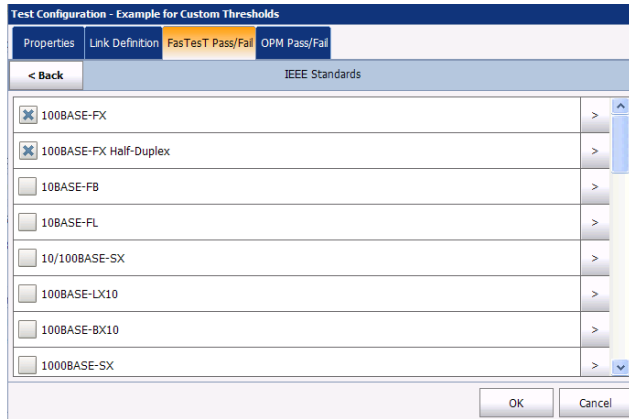 Test Configuration - Example for Custom Thresholds
Properties Link Definition FasTesT Pass/Fail OPM Pass/Fail
< Back IEEE Standards
100BASE-FX >
100BASE-FX Half-Duplex >
10BASE-FB >
10BASE-FL >
10/100BASE-SX >
100BASE-LX10 >
100BASE-BX10 >
1000BASE-SX >
OK Cancel